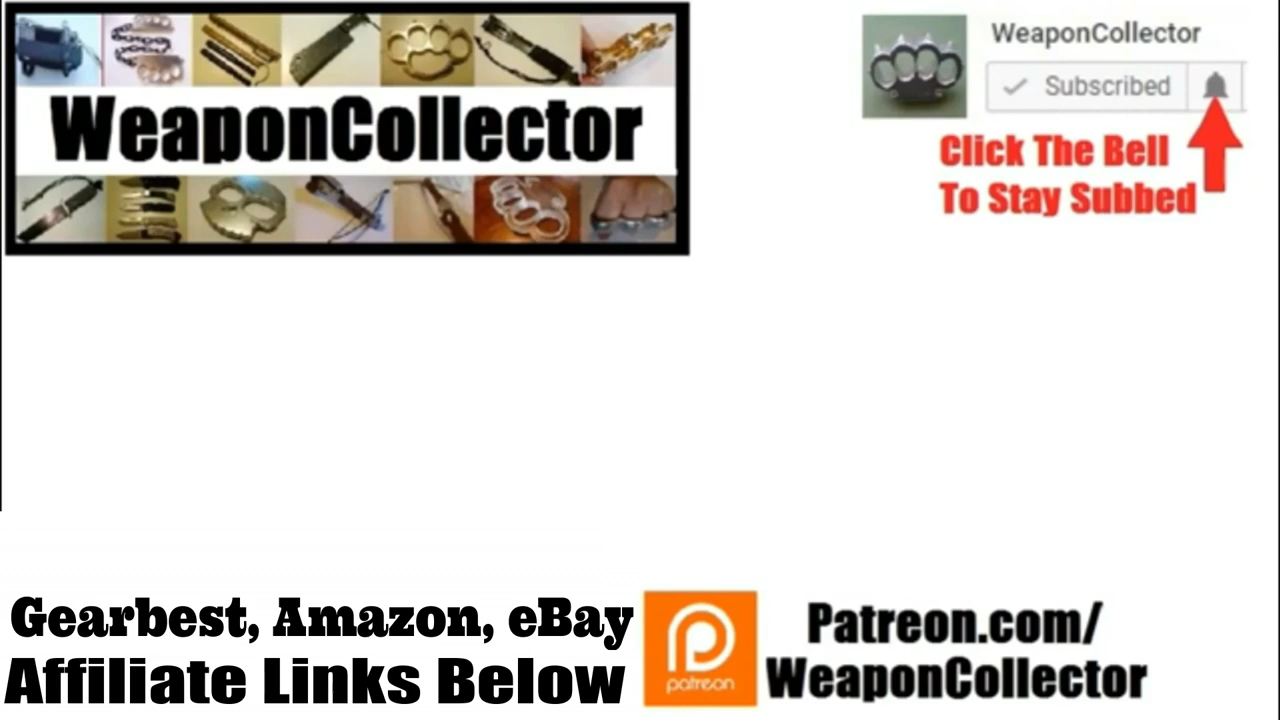 WeaponCollector
WeaponCollector
Subscribed
Click The Bell
To Stay Subbed
Gearbest, Amazon, eBay
Affiliate Links Below
patreon
Patreon.com/
WeaponCollector